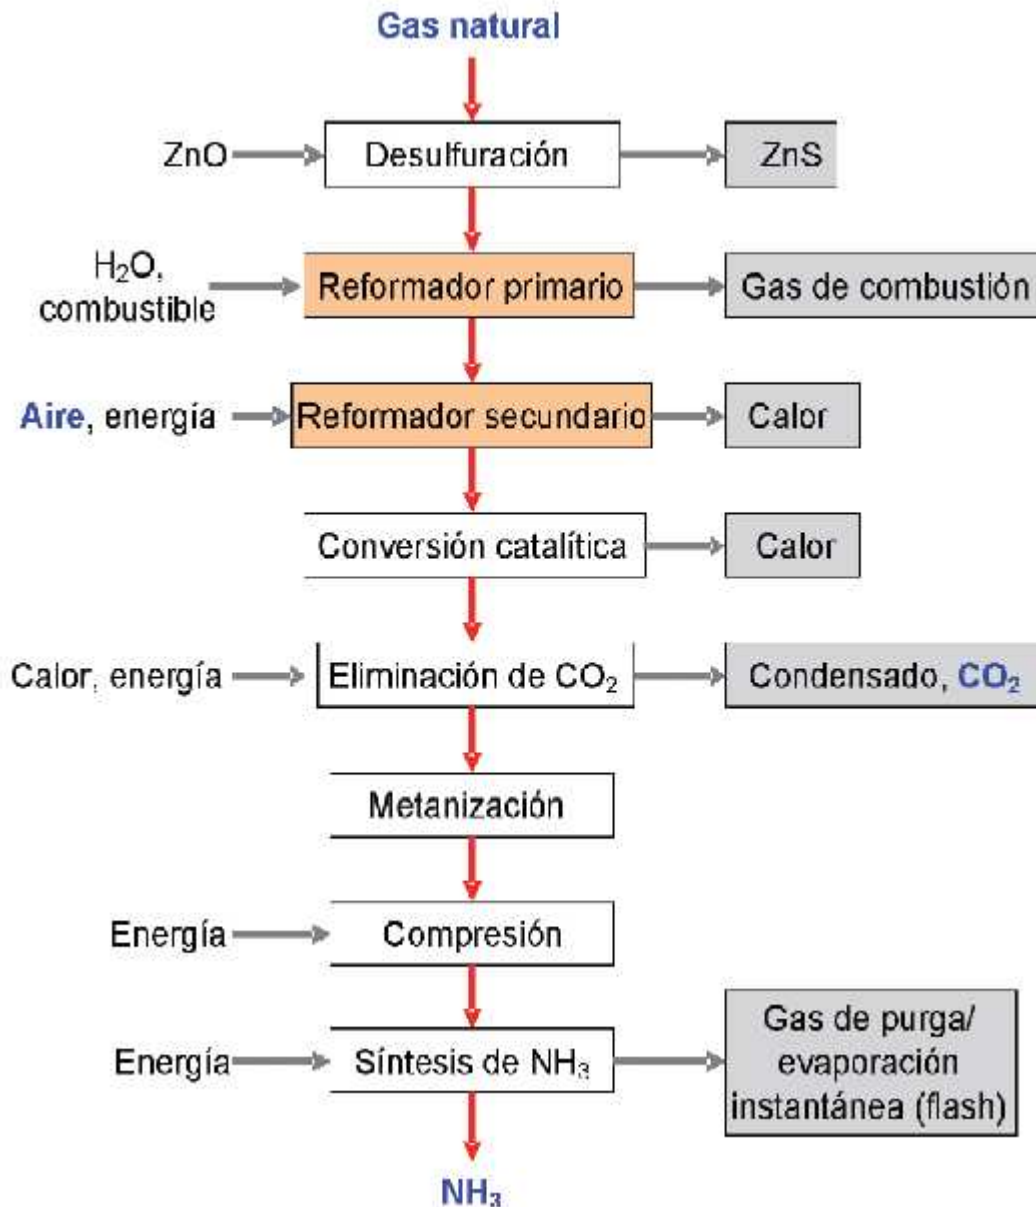 Gas natural
ZnO
Desulfuración
ZnS
H₂O,
combustible
Reformador primario
Gas de combustión
Aire, energía
Reformador secundario
Calor
Conversión catalítica
Calor
Calor, energía
Eliminación de CO₂
Condensado, CO₂
Metanización
Energía
Compresión
Energía
Síntesis de NH₃
Gas de purga/
evaporación
instantánea (flash)
NH₃